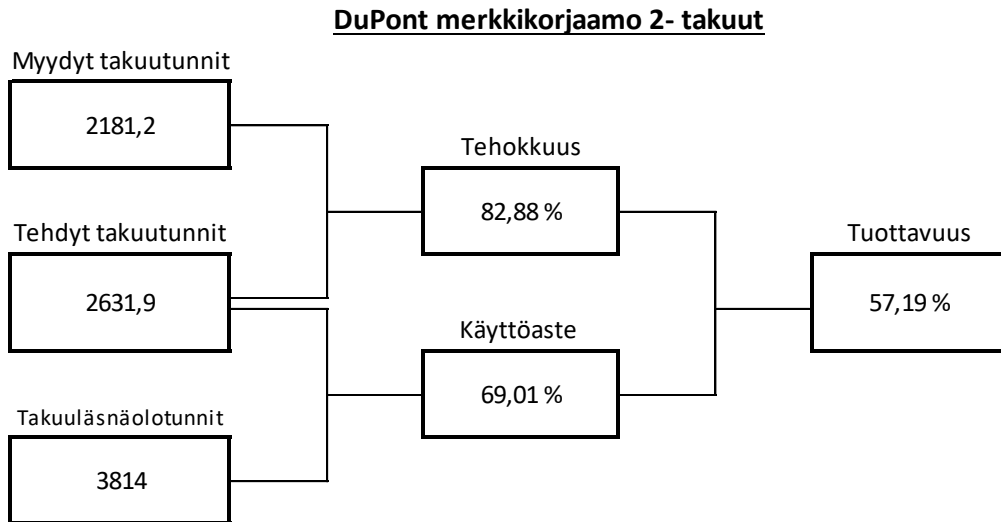 DuPont merkkikorjaamo 2- takuut
Myydyt takuutunnit
2181,2
Tehokkuus
82,88 %
Tehdyt takuutunnit
2631,9
Tuottavuus
57,19 %
Käyttöaste
69,01 %
Takuuläsnäolotunnit
3814